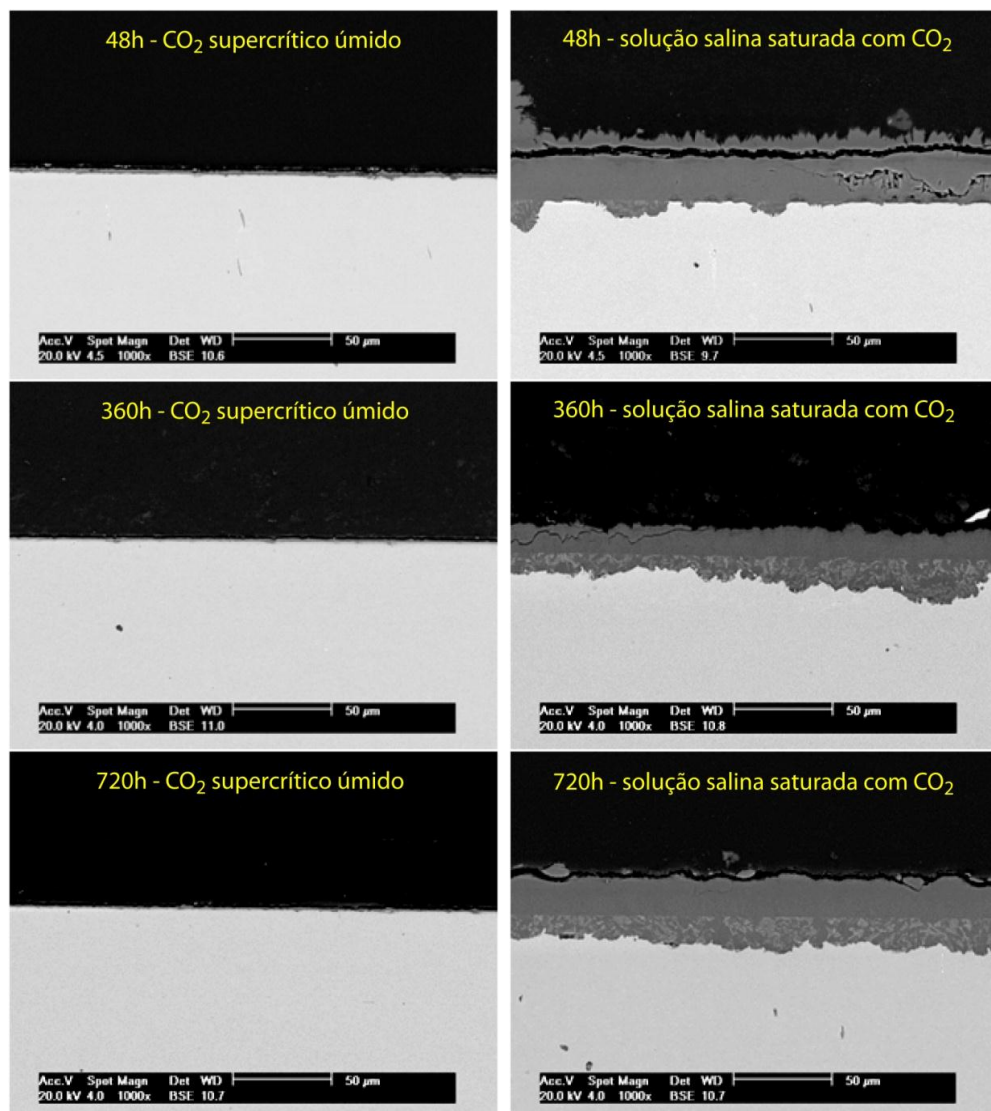 48h - CO₂ supercrítico úmido
48h - solução salina saturada com CO₂
Acc.V Spot Magn Det WD 50 µm
20.0 kV 4.5 1000x BSE 10.6
Acc.V Spot Magn Det WD 50 µm
20.0 kV 4.5 1000x BSE 9.7
360h - CO₂ supercrítico úmido
360h - solução salina saturada com CO₂
Acc.V Spot Magn Det WD 50 µm
20.0 kV 4.0 1000x BSE 11.0
Acc.V Spot Magn Det WD 50 µm
20.0 kV 4.0 1000x BSE 10.8
720h - CO₂ supercrítico úmido
720h - solução salina saturada com CO₂
Acc.V Spot Magn Det WD 50 µm
20.0 kV 4.0 1000x BSE 10.7
Acc.V Spot Magn Det WD 50 µm
20.0 kV 4.0 1000x BSE 10.7